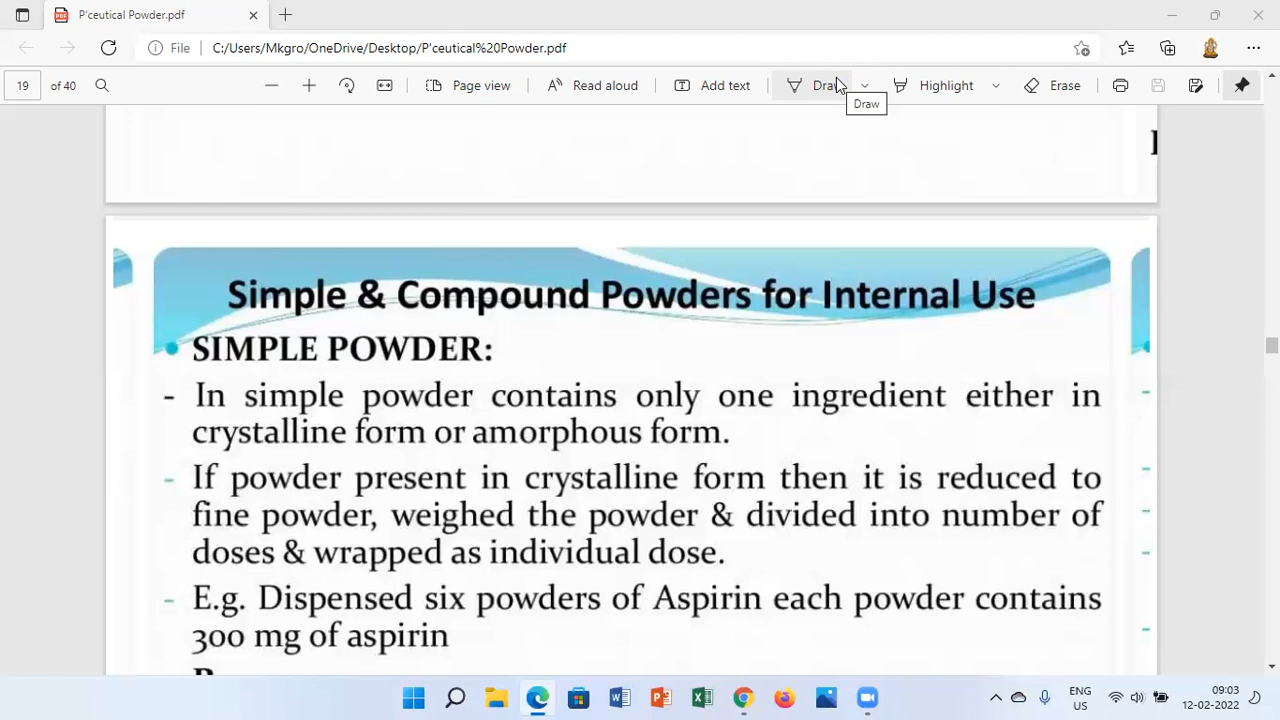 P'ceutical Powder.pdf
File
C:/Users/Mkgro/OneDrive/Desktop/P'ceutical%20Powder.pdf
19 of 40
Page view
Read aloud
Add text
Draw
Highlight
Erase
Draw
Simple & Compound Powders for Internal Use
SIMPLE POWDER:
- In simple powder contains only one ingredient either in
crystalline form or amorphous form.
- If powder present in crystalline form then it is reduced to
fine powder, weighed the powder & divided into number of
doses & wrapped as individual dose.
- E.g. Dispensed six powders of Aspirin each powder contains
300 mg of aspirin
ENG
US
09:03
12-02-2022